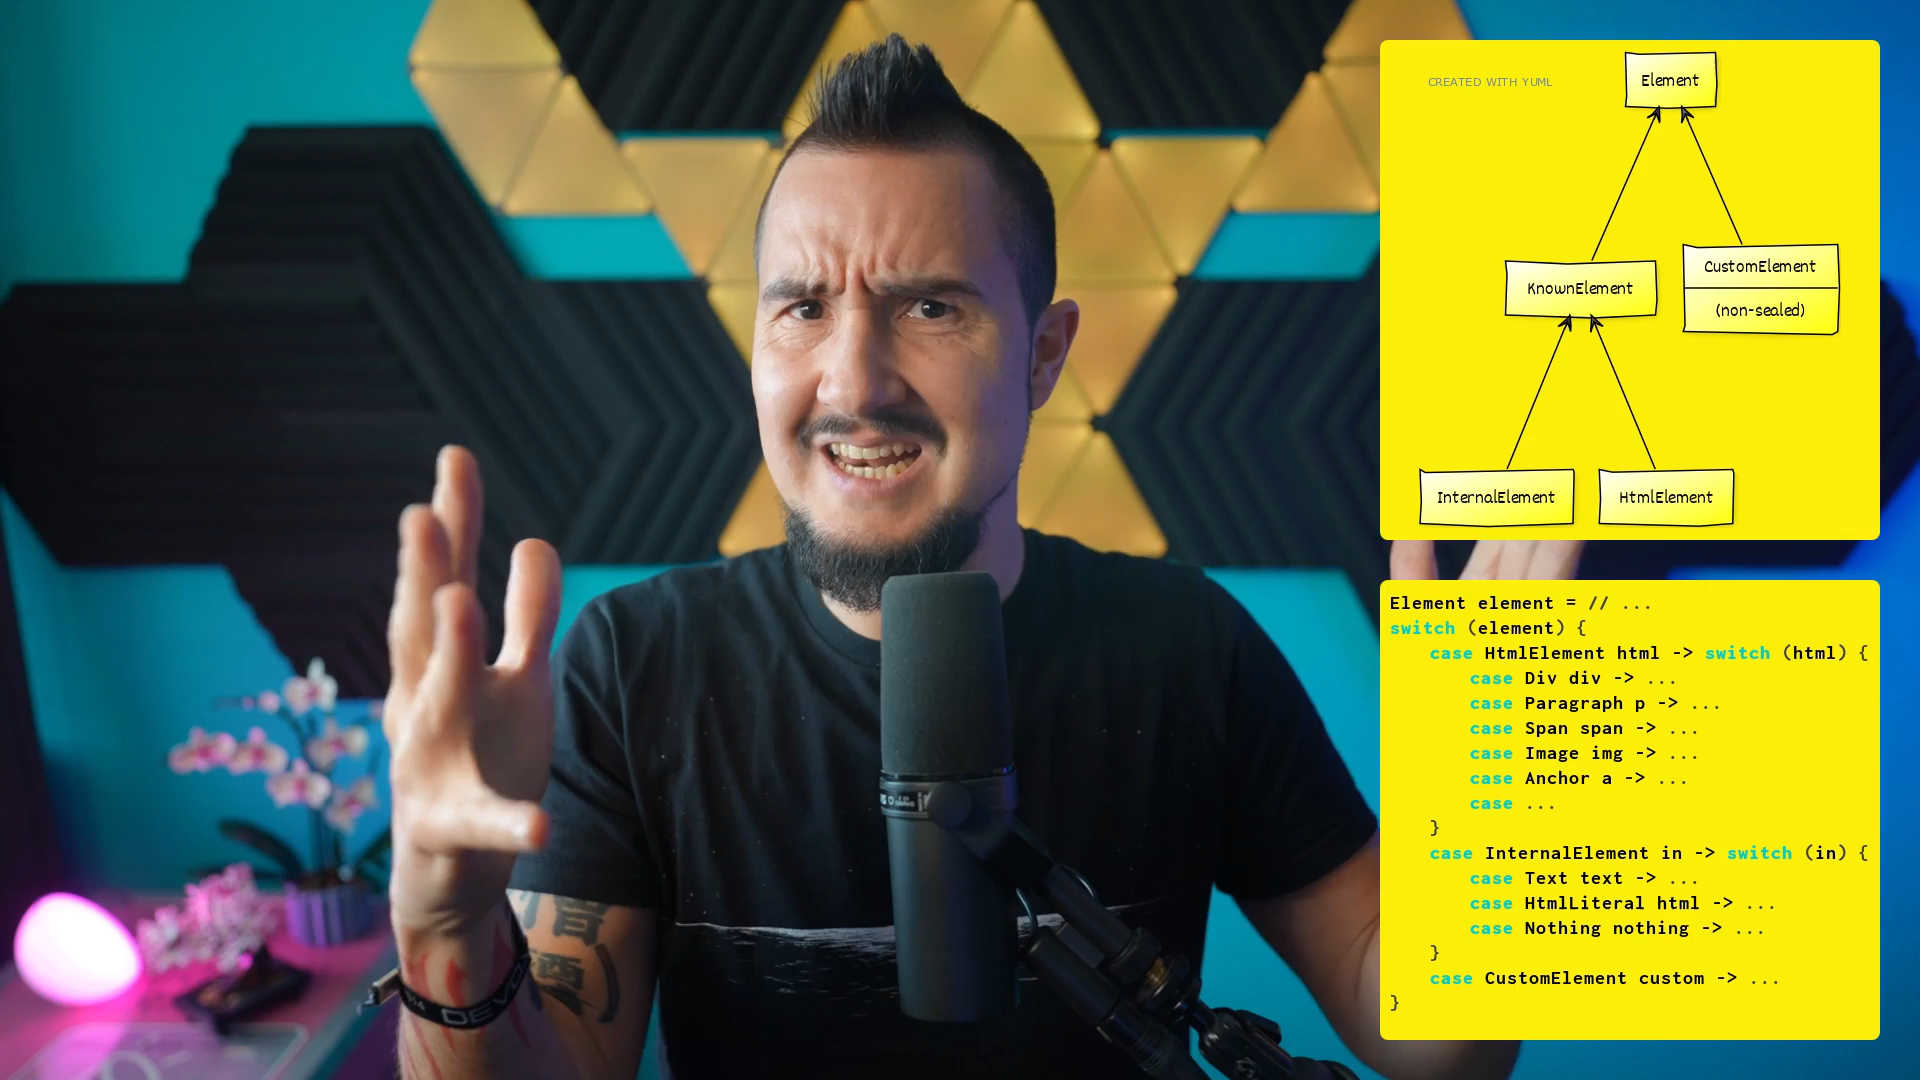 CREATED WITH YUML
Element
KnownElement
CustomElement
(non-sealed)
InternalElement
HtmlElement
Element element = // ...
switch (element) {
case HtmlElement html -> switch (html) {
case Div div -> ...
case Paragraph p -> ...
case Span span -> ...
case Image img -> ...
case Anchor a -> ...
case ...
}
case InternalElement in -> switch (in) {
case Text text -> ...
case HtmlLiteral html -> ...
case Nothing nothing -> ...
}
case CustomElement custom -> ...
}